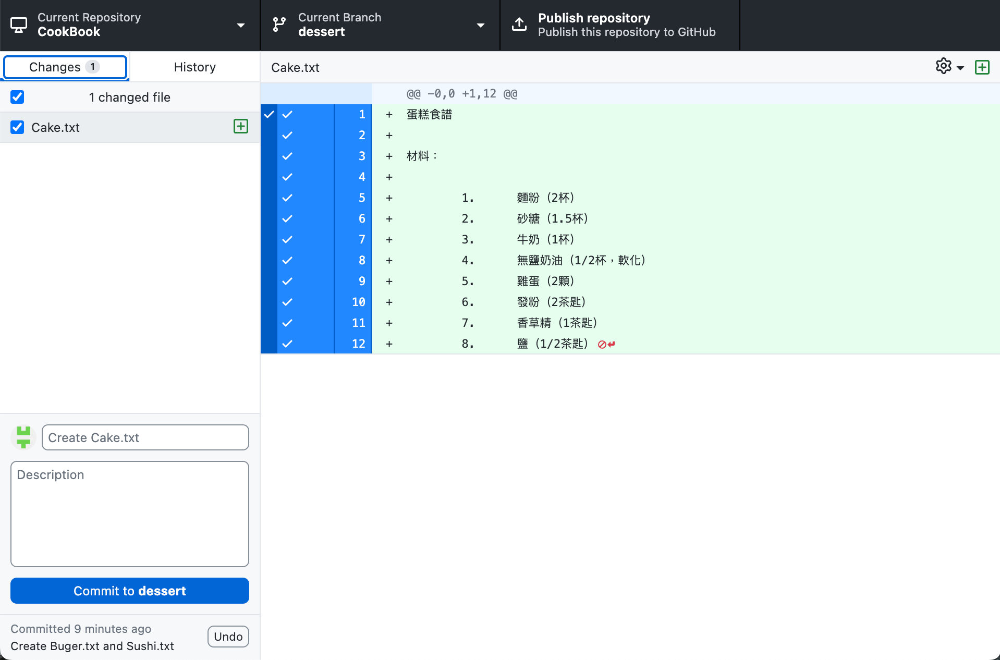 Current Repository
CookBook
Current Branch
dessert
Publish repository
Publish this repository to GitHub
Changes 1
History
1 changed file
Cake.txt
Cake.txt
@@ -0,0 +1,12 @@
1 + 蛋糕食譜
2 +
3 + 材料：
4 +
5 + 1. 麵粉（2杯）
6 + 2. 砂糖（1.5杯）
7 + 3. 牛奶（1杯）
8 + 4. 無鹽奶油（1/2杯，軟化）
9 + 5. 雞蛋（2顆）
10 + 6. 發粉（2茶匙）
11 + 7. 香草精（1茶匙）
12 + 8. 鹽（1/2茶匙）
Create Cake.txt
Description
Commit to dessert
Committed 9 minutes ago
Create Buger.txt and Sushi.txt
Undo